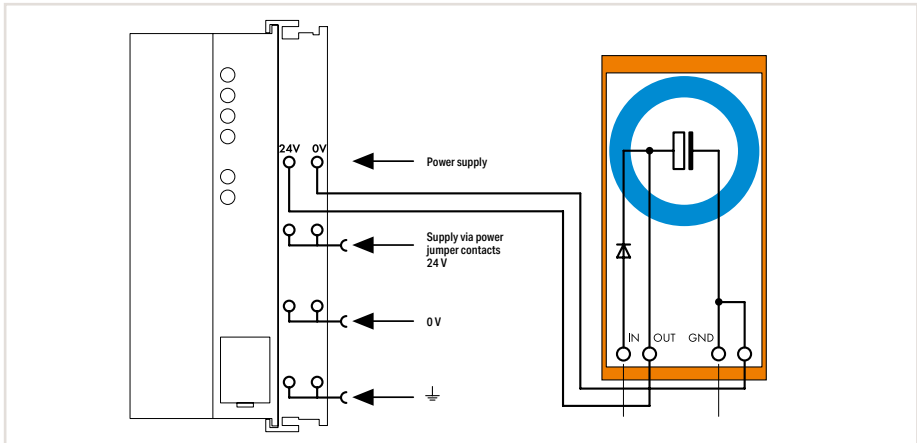 24V 0V
Power supply
Supply via power
jumper contacts
24 V
0 V
IN OUT GND